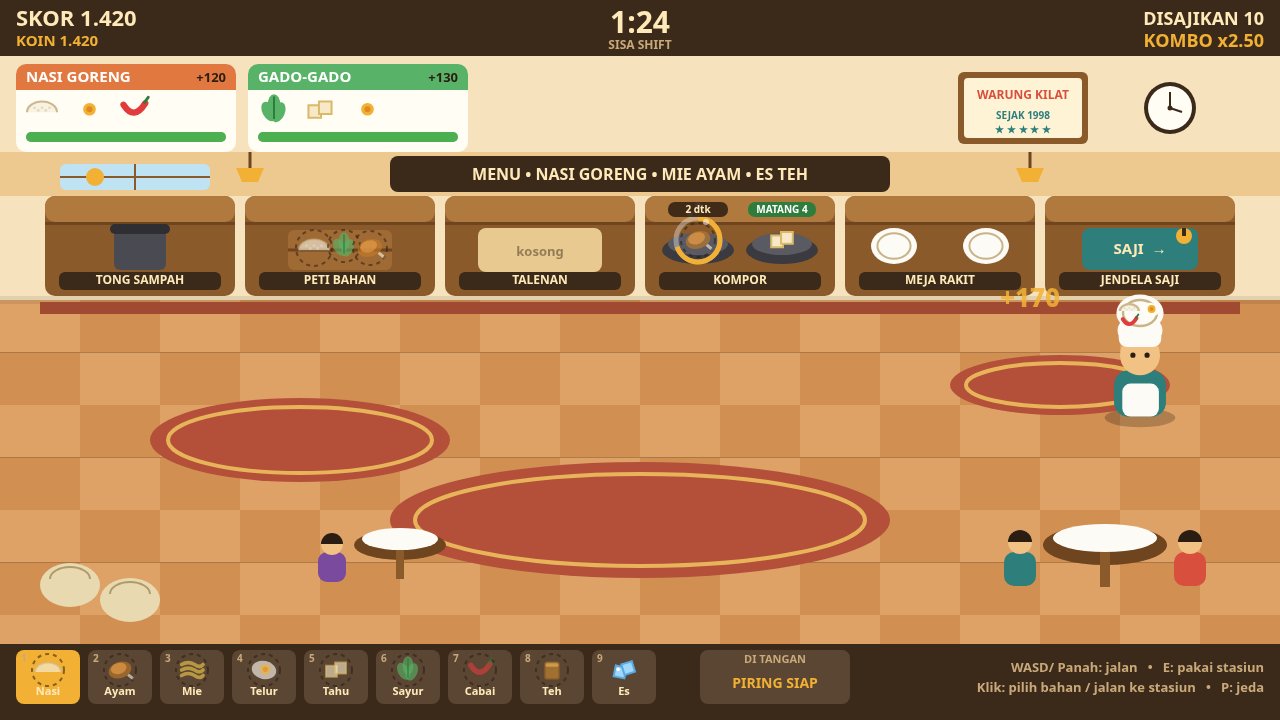 SKOR 1.420
KOIN 1.420
1:24
SISA SHIFT
DISAJIKAN 10
KOMBO x2.50
NASI GORENG +120
GADO-GADO +130
WARUNG KILAT
SEJAK 1998
★★★★★
MENU • NASI GORENG • MIE AYAM • ES TEH
2 dtk
MATANG 4
kosong
SAJI →
TONG SAMPAH
PETI BAHAN
TALENAN
KOMPOR
MEJA RAKIT
JENDELA SAJI
+170
Nasi
2 Ayam
3 Mie
4 Telur
5 Tahu
6 Sayur
7 Cabai
8 Teh
9 Es
DI TANGAN
PIRING SIAP
WASD/ Panah: jalan • E: pakai stasiun
Klik: pilih bahan / jalan ke stasiun • P: jeda